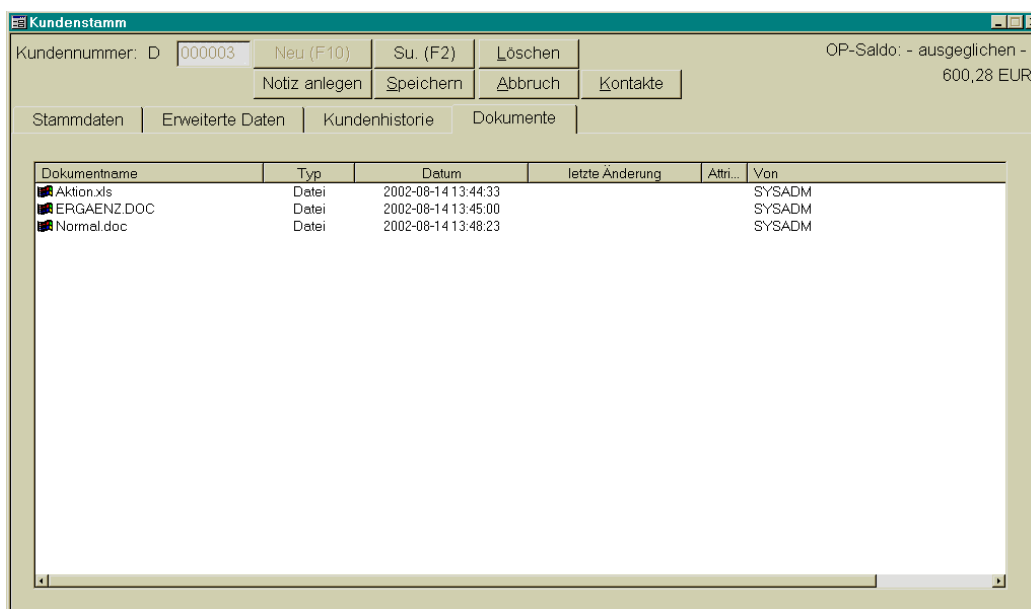 Kundenstamm
Kundennummer: D 000003 Neu (F10) Su. (F2) Löschen OP-Saldo: - ausgeglichen -
Notiz anlegen Speichern Abbruch Kontakte 600,28 EUR
Stammdaten Erweiterte Daten Kundenhistorie Dokumente
Dokumentname Typ Datum letzte Änderung Attri... Von
Aktion.xls Datei 2002-08-14 13:44:33 SYSADM
ERGAENZ.DOC Datei 2002-08-14 13:45:00 SYSADM
Normal.doc Datei 2002-08-14 13:48:23 SYSADM